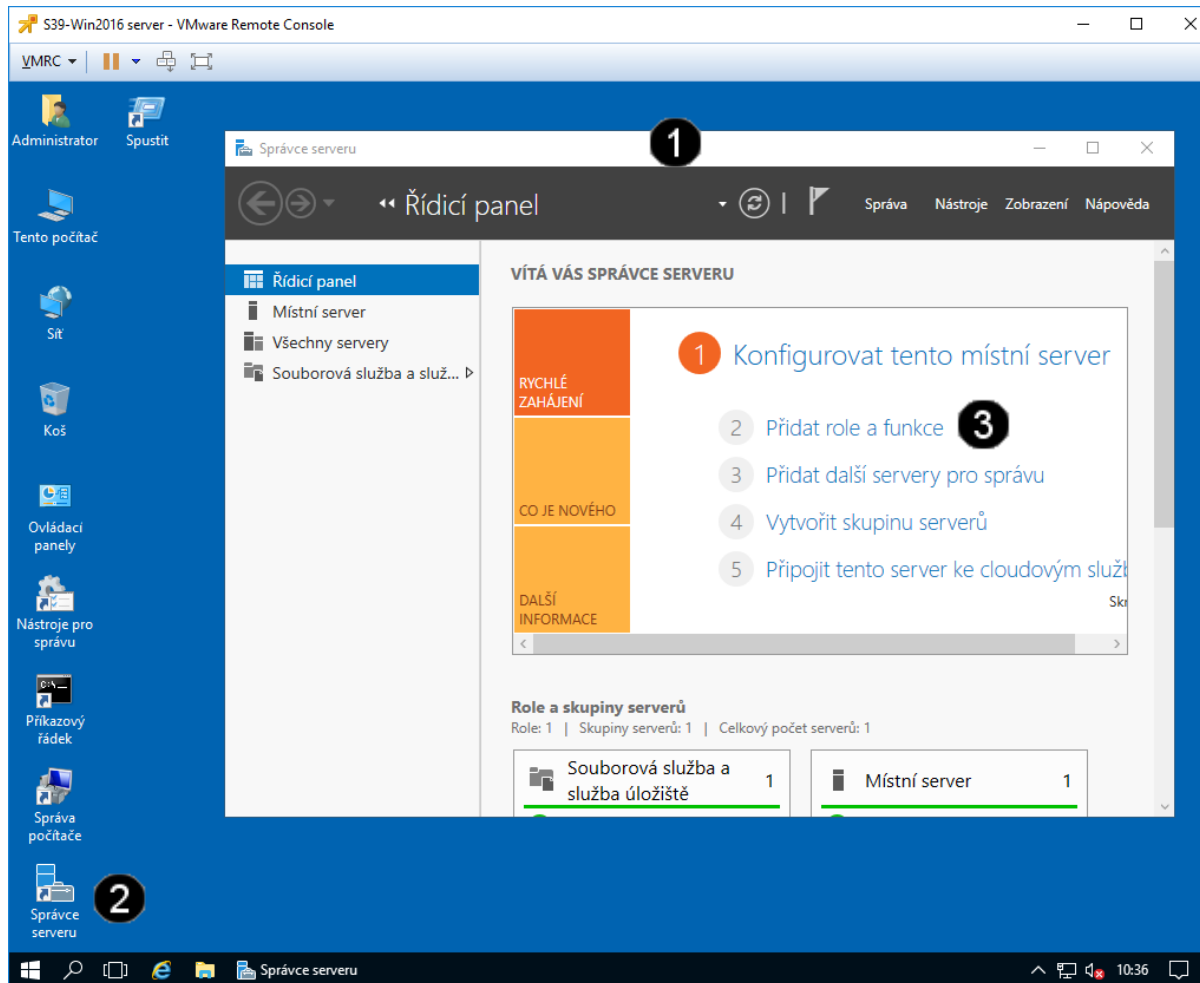 S39-Win2016 server - VMware Remote Console
VMRC
Administrator
Spustit
Tento počítač
Síť
Koš
Ovládací
panely
Nástroje pro
správu
C:\
Příkazový
řádek
Správa
počítače
Správce
serveru
2
Správce serveru
1
Řídicí panel
Správa
Nástroje
Zobrazení
Nápověda
Řídicí panel
Místní server
Všechny servery
Souborová služba a služ...
VÍTÁ VÁS SPRÁVCE SERVERU
RYCHLÉ
ZAHÁJENÍ
CO JE NOVÉHO
DALŠÍ
INFORMACE
1 Konfigurovat tento místní server
2 Přidat role a funkce
3
3 Přidat další servery pro správu
4 Vytvořit skupinu serverů
5 Připojit tento server ke cloudovým služb
Skr
Role a skupiny serverů
Role: 1 | Skupiny serverů: 1 | Celkový počet serverů: 1
Souborová služba a
služba úložiště
1
Místní server 1
Správce serveru
10:36